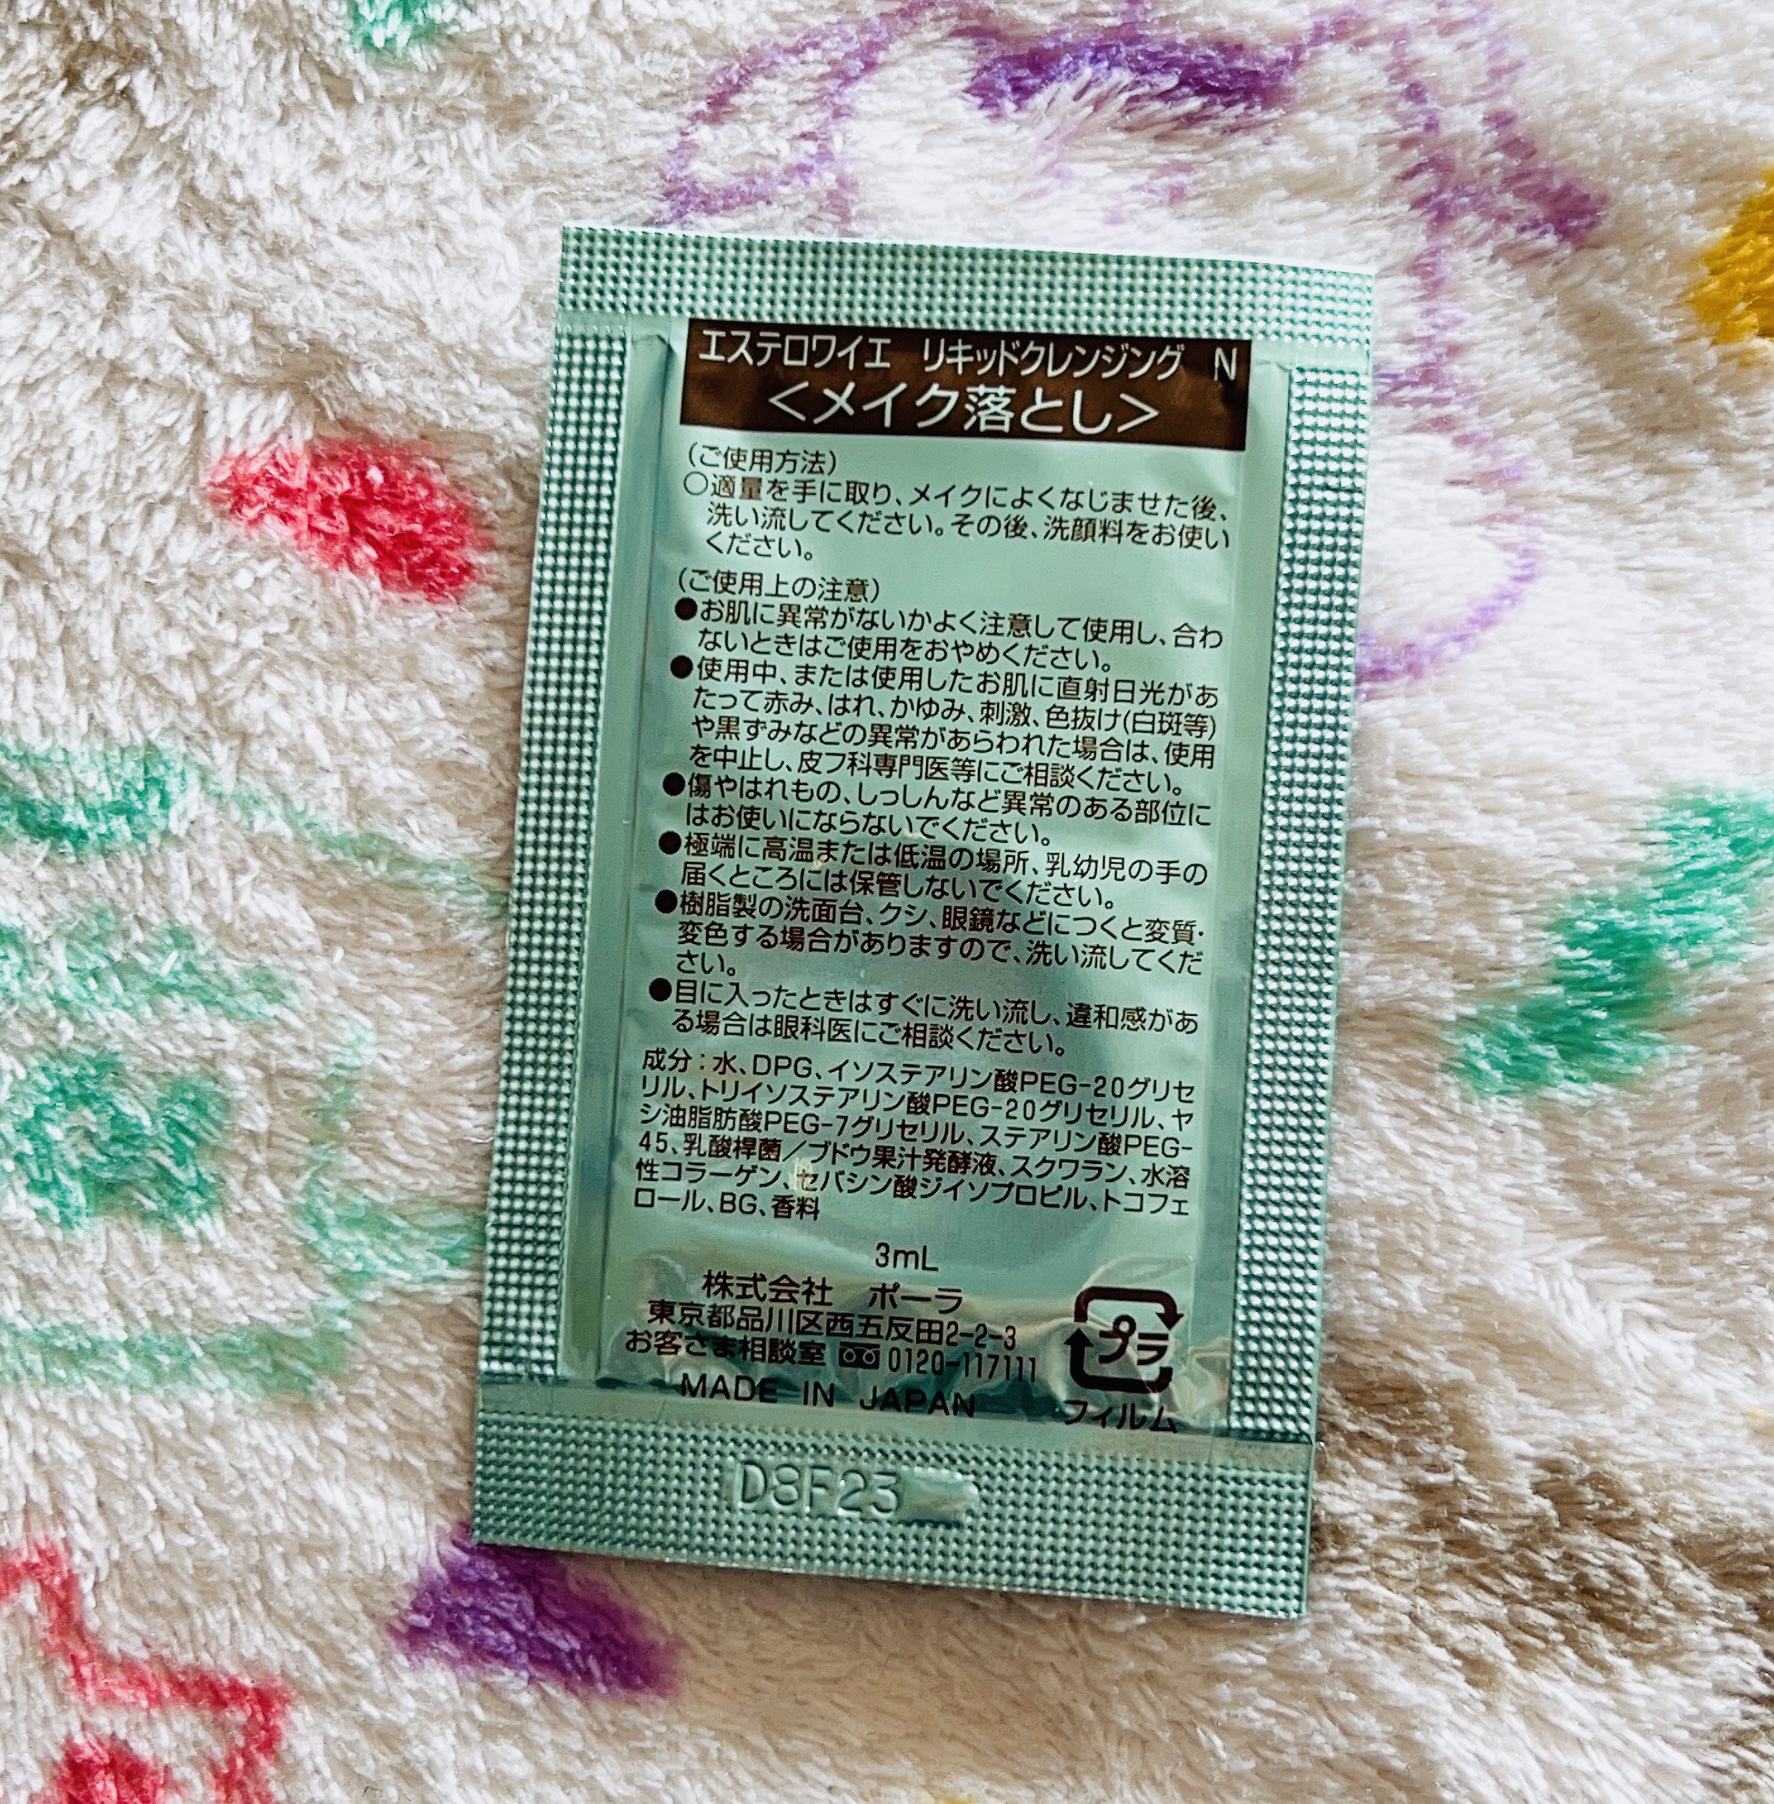 エステロワイエ　リキッドクレンジング　N
＜メイク落とし＞
(ご使用方法)
○適量を手に取り、メイクによくなじませた後、
洗い流してください。その後、洗顔料をお使い
ください。
(ご使用上の注意)
●お肌に異常がないかよく注意して使用し、合わ
ないときはご使用をおやめください。
●使用中、または使用したお肌に直射日光があ
たって赤み、はれ、かゆみ、刺激、色抜け(白斑等)
や黒ずみなどの異常があらわれた場合は、使用
を中止し、皮フ科専門医等にご相談ください。
●傷やはれもの、しっしんなど異常のある部位に
はお使いにならないでください。
●極端に高温または低温の場所、乳幼児の手の
届くところには保管しないでください。
●樹脂製の洗面台、クシ、眼鏡などにつくと変質・
変色する場合がありますので、洗い流してくだ
さい。
●目に入ったときはすぐに洗い流し、違和感があ
る場合は眼科医にご相談ください。
成分：水、DPG、イソステアリン酸PEG-20グリセ
リル、トリイソステアリン酸PEG-20グリセリル、ヤ
シ油脂肪酸PEG-7グリセリル、ステアリン酸PEG-
45、乳酸桿菌／ブドウ果汁発酵液、スクワラン、水溶
性コラーゲン、セバシン酸ジイソプロピル、トコフェ
ロール、BG、香料
3mL
株式会社　ポーラ
東京都品川区西五反田2-2-3
お客さま相談室 0120-117111
MADE IN JAPAN
プラ
フィルム
D8F23